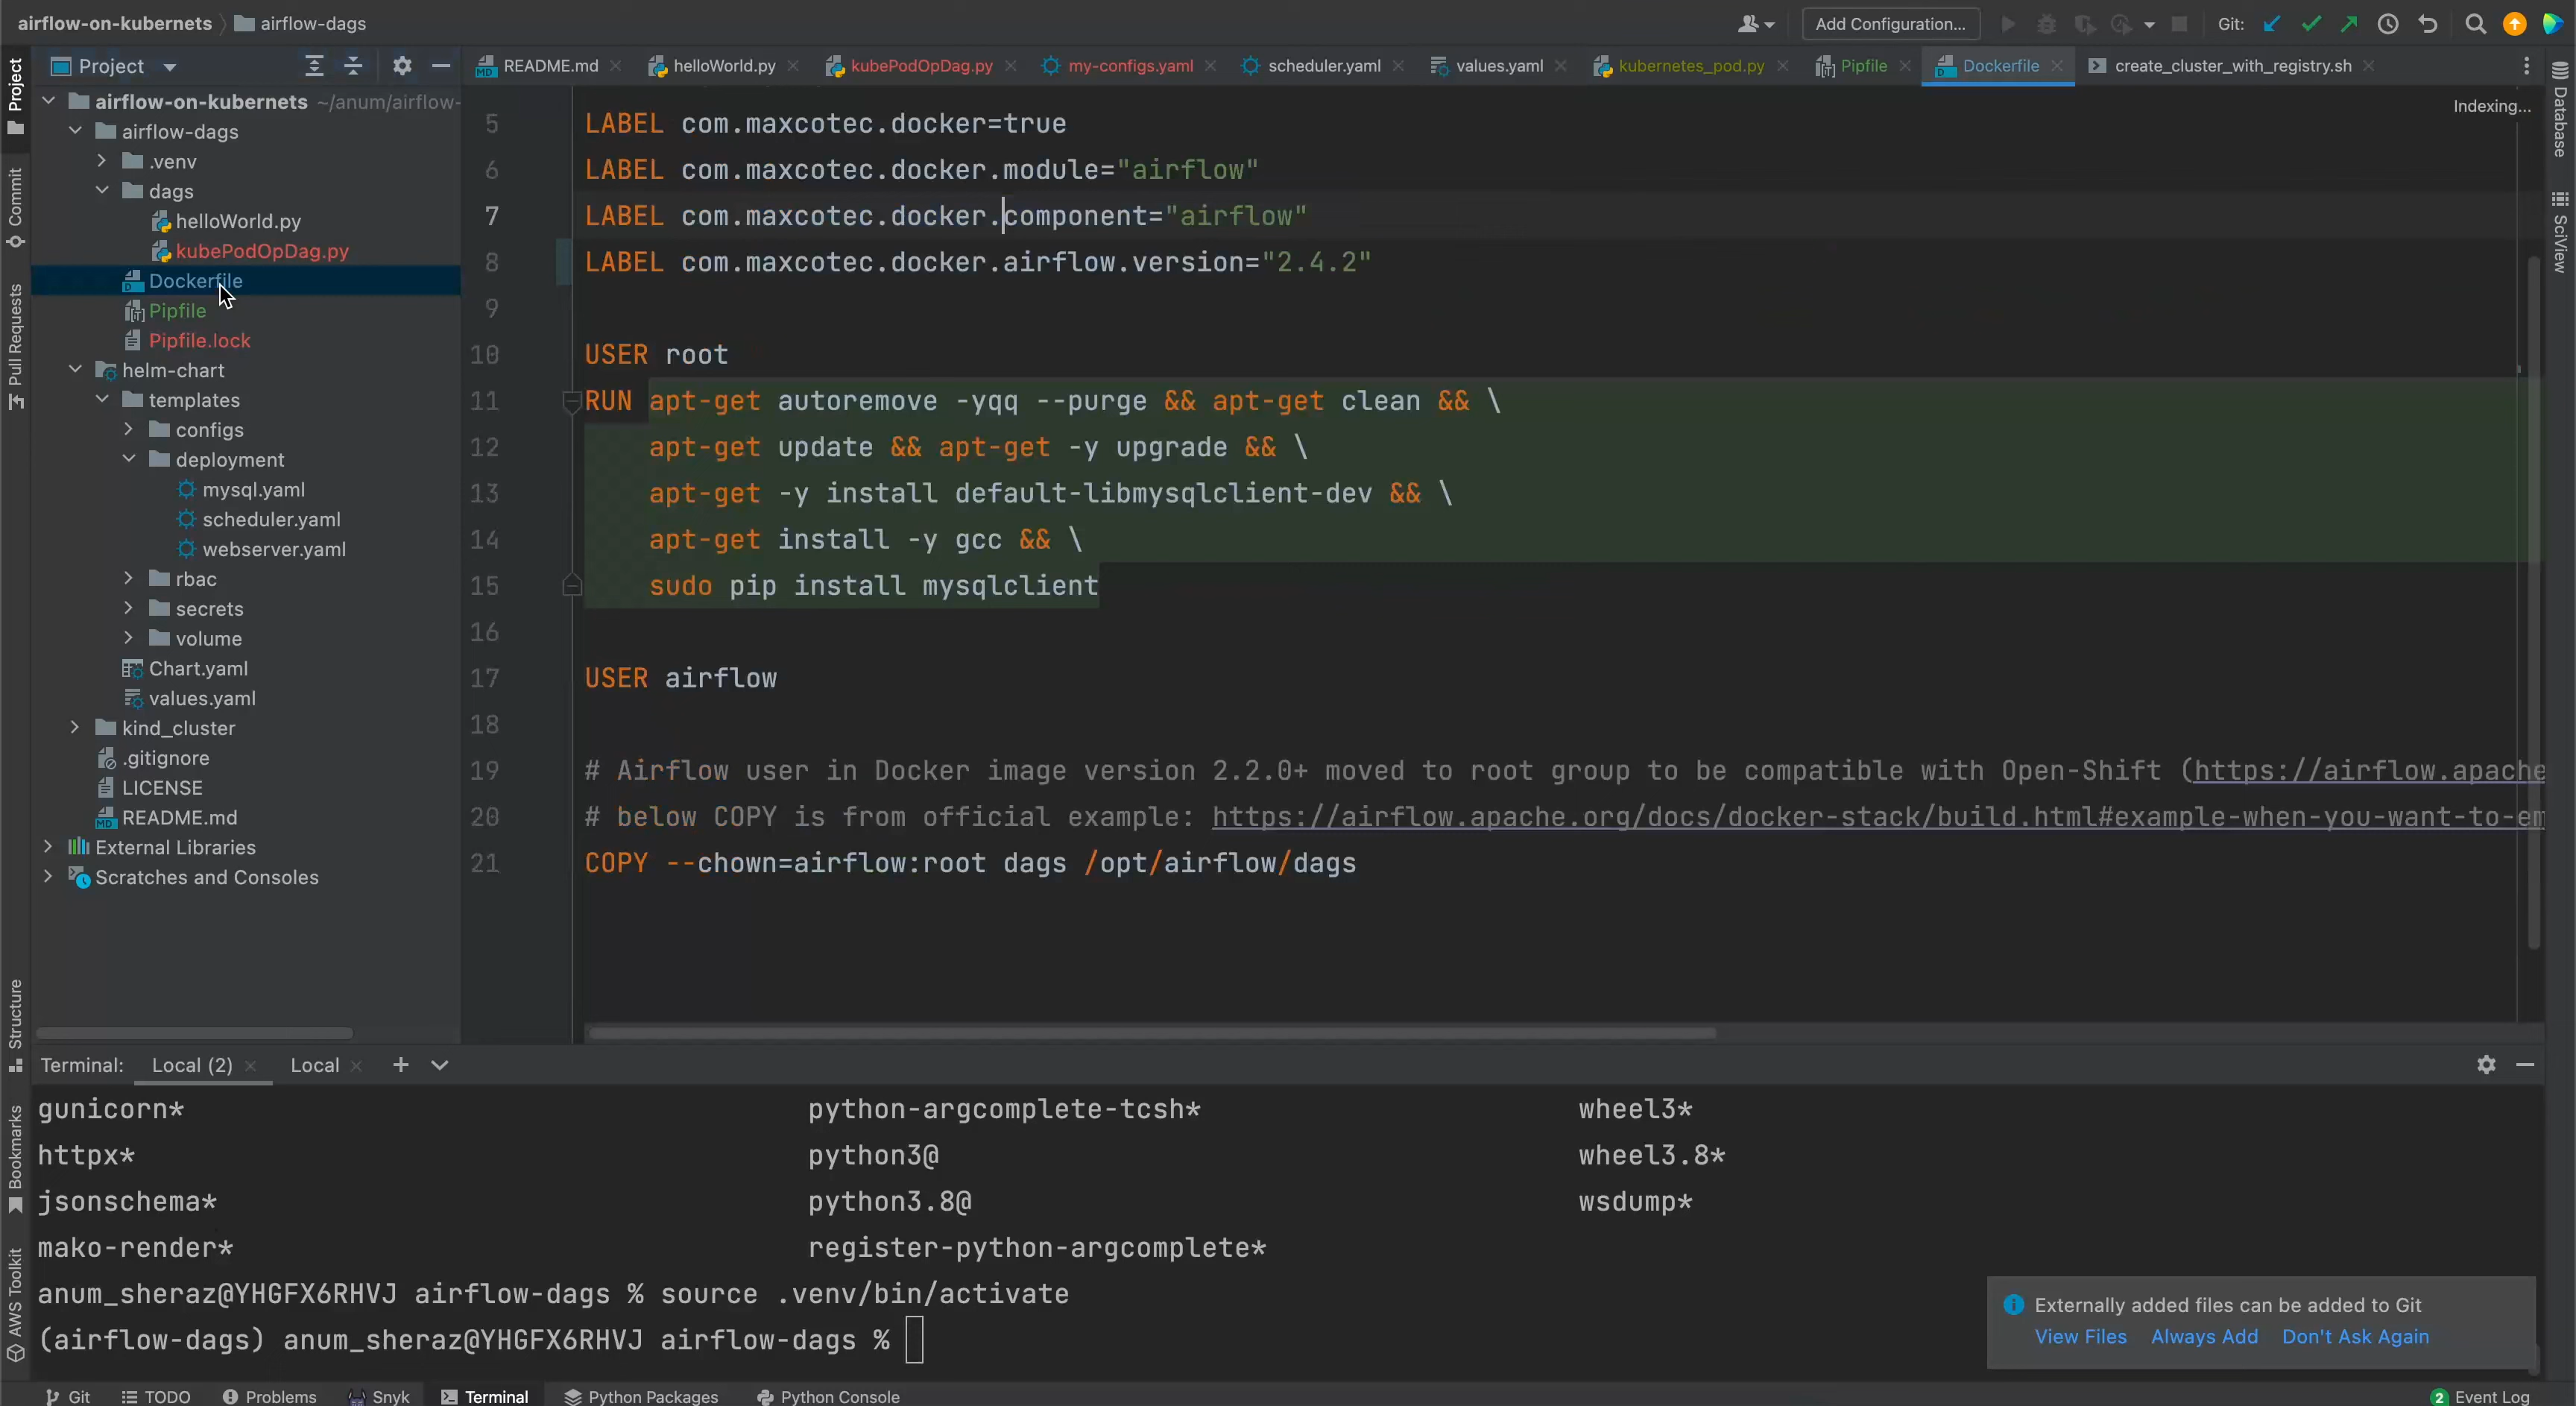 airflow-on-kubernets airflow-dags
Add Configuration...
Git:
Project
README.md
helloWorld.py
kubePodOpDag.py
my-configs.yaml
scheduler.yaml
values.yaml
kubernetes_pod.py
Pipfile
Dockerfile
create_cluster_with_registry.sh
Indexing...
Project
Commit
Pull Requests
Structure
Bookmarks
AWS Toolkit
Database
SciView
airflow-on-kubernets ~/anum/airflow-
airflow-dags
.venv
dags
helloWorld.py
kubePodOpDag.py
Dockerfile
Pipfile
Pipfile.lock
helm-chart
templates
configs
deployment
mysql.yaml
scheduler.yaml
webserver.yaml
rbac
secrets
volume
Chart.yaml
values.yaml
kind_cluster
.gitignore
LICENSE
README.md
External Libraries
Scratches and Consoles
5 LABEL com.maxcotec.docker=true
6 LABEL com.maxcotec.docker.module="airflow"
7 LABEL com.maxcotec.docker.component="airflow"
8 LABEL com.maxcotec.docker.airflow.version="2.4.2"
9
10 USER root
11 RUN apt-get autoremove -yqq --purge && apt-get clean && \
12 apt-get update && apt-get -y upgrade && \
13 apt-get -y install default-libmysqlclient-dev && \
14 apt-get install -y gcc && \
15 sudo pip install mysqlclient
16
17 USER airflow
18
19 # Airflow user in Docker image version 2.2.0+ moved to root group to be compatible with Open-Shift (https://airflow.apache
20 # below COPY is from official example: https://airflow.apache.org/docs/docker-stack/build.html#example-when-you-want-to-em
21 COPY --chown=airflow:root dags /opt/airflow/dags
Terminal: Local (2) Local
gunicorn* python-argcomplete-tcsh* wheel3*
httpx* python3@ wheel3.8*
jsonschema* python3.8@ wsdump*
mako-render* register-python-argcomplete*
anum_sheraz@YHGFX6RHVJ airflow-dags % source .venv/bin/activate
(airflow-dags) anum_sheraz@YHGFX6RHVJ airflow-dags %
Externally added files can be added to Git
View Files Always Add Don't Ask Again
Git TODO Problems Snyk Terminal Python Packages Python Console 2 Event Log